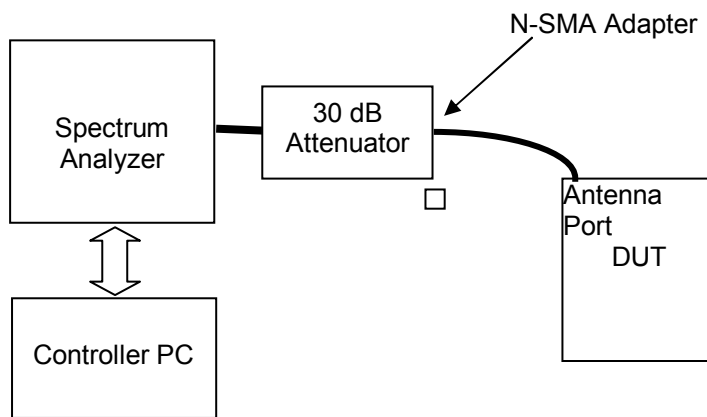 N-SMA Adapter
30 dB
Attenuator
Spectrum
Analyzer
Antenna
Port
DUT
Controller PC